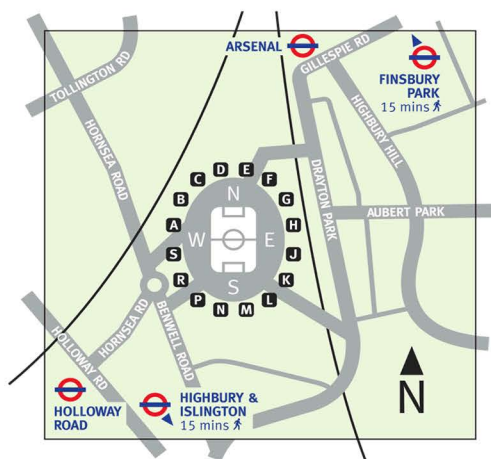 ARSENAL
GILLESPIE RD
FINSBURY
PARK
15 mins
TOLLINGTON RD
HORNSEA ROAD
HIGHBURY HILL
DRAYTON PARK
AUBERT PARK
D
E
C
F
B
G
A
H
S
J
R
K
P
L
N
M
N
W
E
S
HORNSEA RD
BENWELL ROAD
HOLLOWAY RD
HOLLOWAY
ROAD
HIGHBURY &
ISLINGTON
15 mins
N